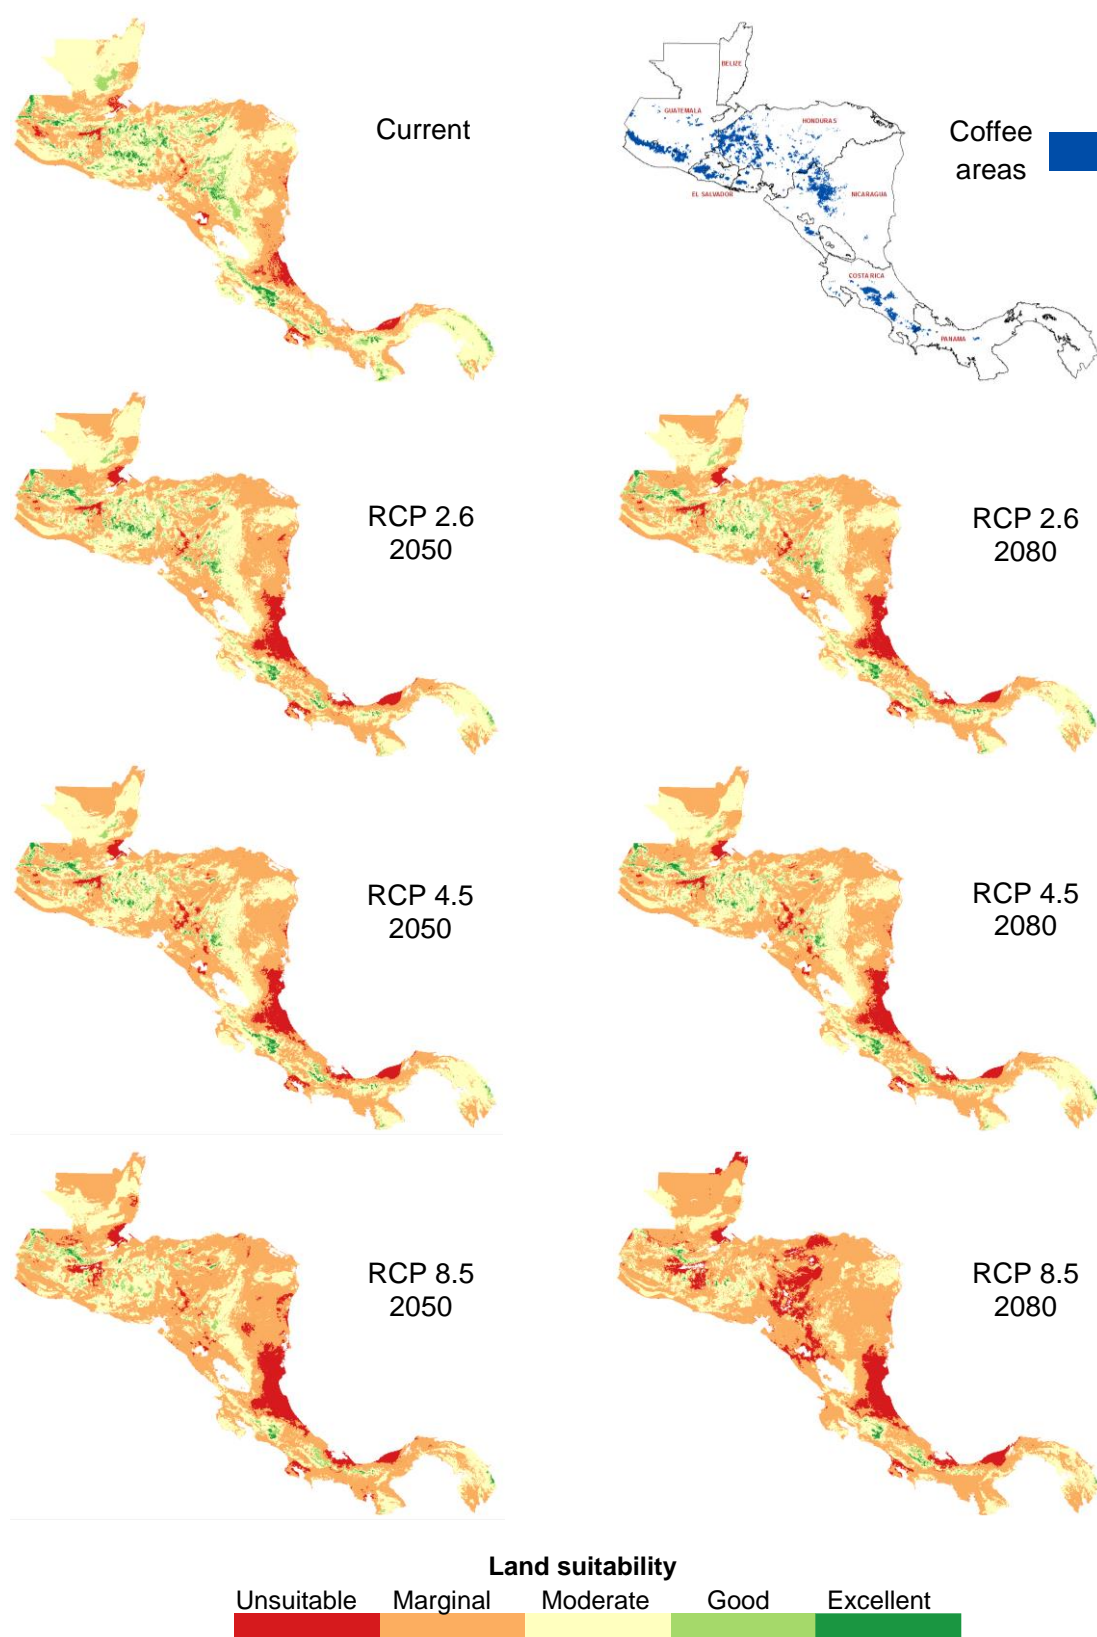 Current
BELIZE
GUATEMALA
HONDURAS
EL SALVADOR
NICARAGUA
COSTA RICA
PANAMA
Coffee
areas
RCP 2.6
2050
RCP 2.6
2080
RCP 4.5
2050
RCP 4.5
2080
RCP 8.5
2050
RCP 8.5
2080
Land suitability
Unsuitable Marginal Moderate Good Excellent